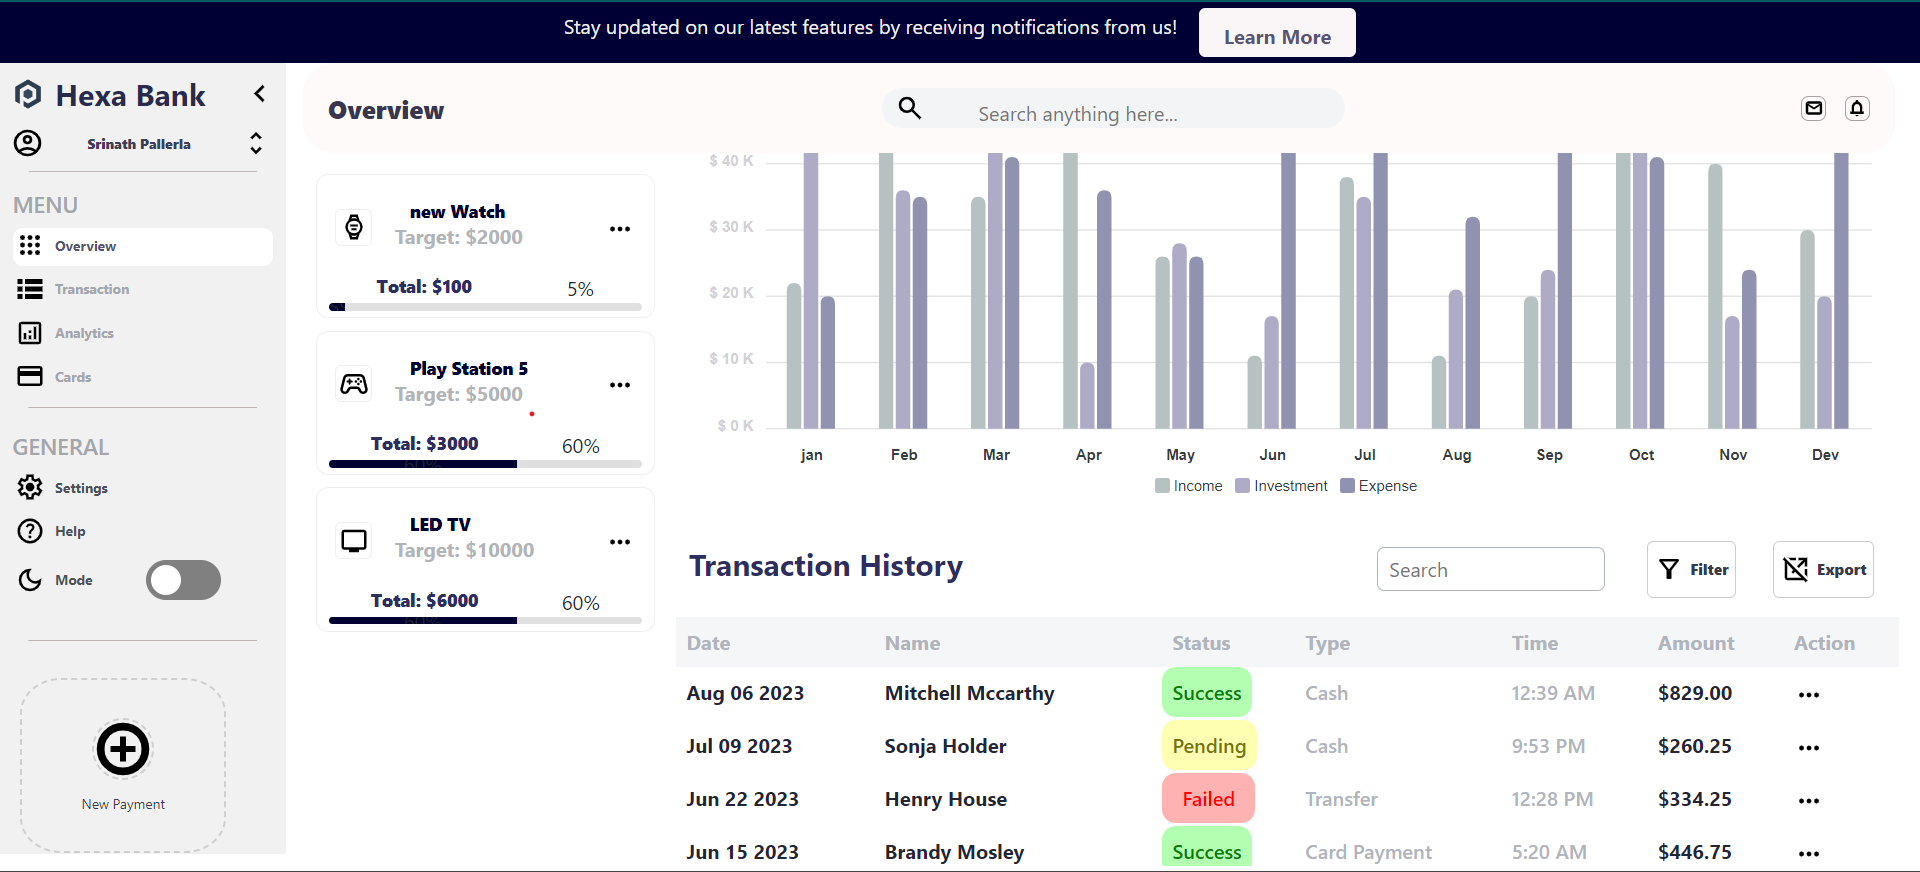 Stay updated on our latest features by receiving notifications from us!
Learn More
Hexa Bank
Srinath Pallerla
MENU
Overview
Transaction
Analytics
Cards
GENERAL
Settings
Help
Mode
New Payment
Overview
Search anything here...
new Watch
Target: $2000
Total: $100 5%
Play Station 5
Target: $5000
Total: $3000 60%
60%
LED TV
Target: $10000
Total: $6000 60%
60%
$ 40 K
$ 30 K
$ 20 K
$ 10 K
$ 0 K
jan Feb Mar Apr May Jun Jul Aug Sep Oct Nov Dev
Income Investment Expense
Transaction History
Search
Filter
Export
Date Name Status Type Time Amount Action
Aug 06 2023 Mitchell Mccarthy Success Cash 12:39 AM $829.00
Jul 09 2023 Sonja Holder Pending Cash 9:53 PM $260.25
Jun 22 2023 Henry House Failed Transfer 12:28 PM $334.25
Jun 15 2023 Brandy Mosley Success Card Payment 5:20 AM $446.75